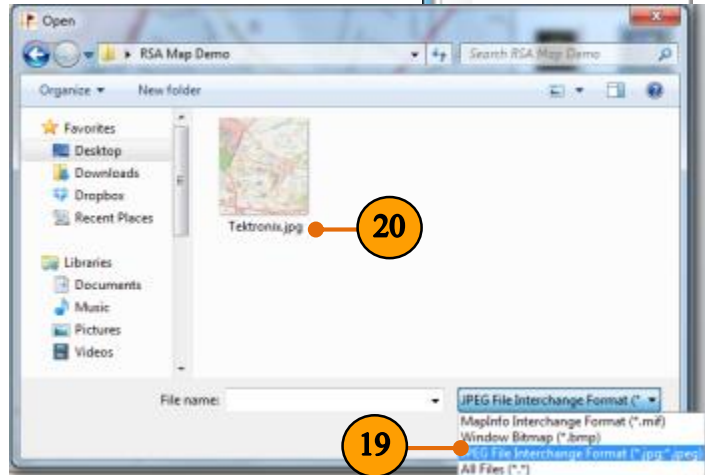 Open
RSA Map Demo
Search RSA Map Demo
Organize
New folder
Favorites
Desktop
Downloads
Dropbox
Recent Places
Libraries
Documents
Music
Pictures
Videos
Tektronix.jpg
20
File name:
JPEG File Interchange Format (*
MapInfo Interchange Format (*.mif)
Window Bitmap (*.bmp)
JPEG File Interchange Format (*.jpg;*.jpeg)
All Files (*.*)
19